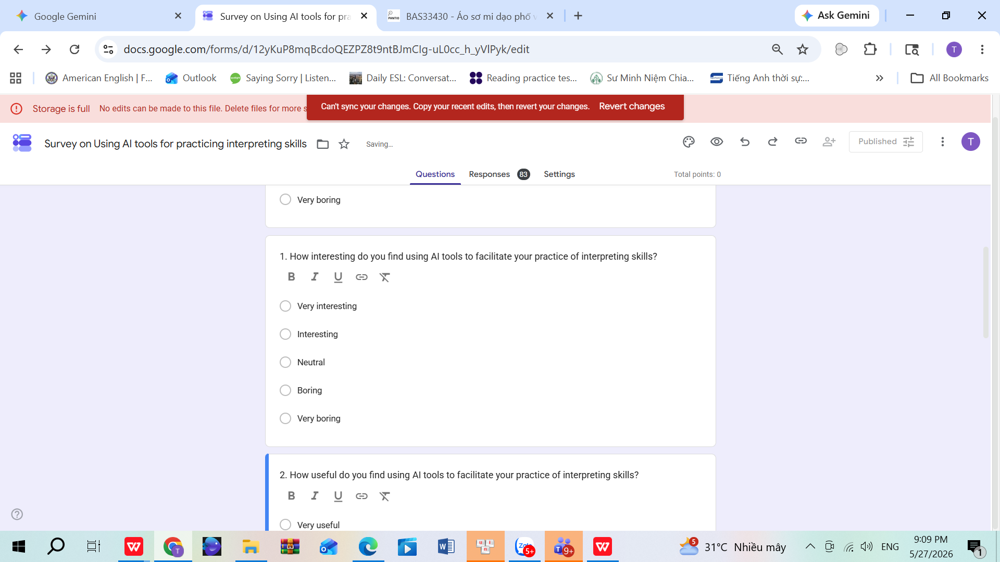 Google Gemini
Survey on Using AI tools for pra
BAS33430 - Áo sơ mi dạo phố v
Ask Gemini
docs.google.com/forms/d/12yKuP8mqBcdoQEZPZ8t9ntBJmCIg-uL0cc_h_yVlPyk/edit
T
American English | F...
Outlook
Saying Sorry | Listen...
Daily ESL: Conversat...
Reading practice tes...
Sư Minh Niệm Chia...
Tiếng Anh thời sự:...
All Bookmarks
Storage is full
No edits can be made to this file. Delete files for more s
Can't sync your changes. Copy your recent edits, then revert your changes.
Revert changes
Survey on Using AI tools for practicing interpreting skills
Saving...
Published
T
Questions
Responses 83
Settings
Total points: 0
Very boring
1. How interesting do you find using AI tools to facilitate your practice of interpreting skills?
B I U
Very interesting
Interesting
Neutral
Boring
Very boring
2. How useful do you find using AI tools to facilitate your practice of interpreting skills?
B I U
Very useful
5+
9+
5
31°C Nhiều mây
ENG
9:09 PM
5/27/2026
1